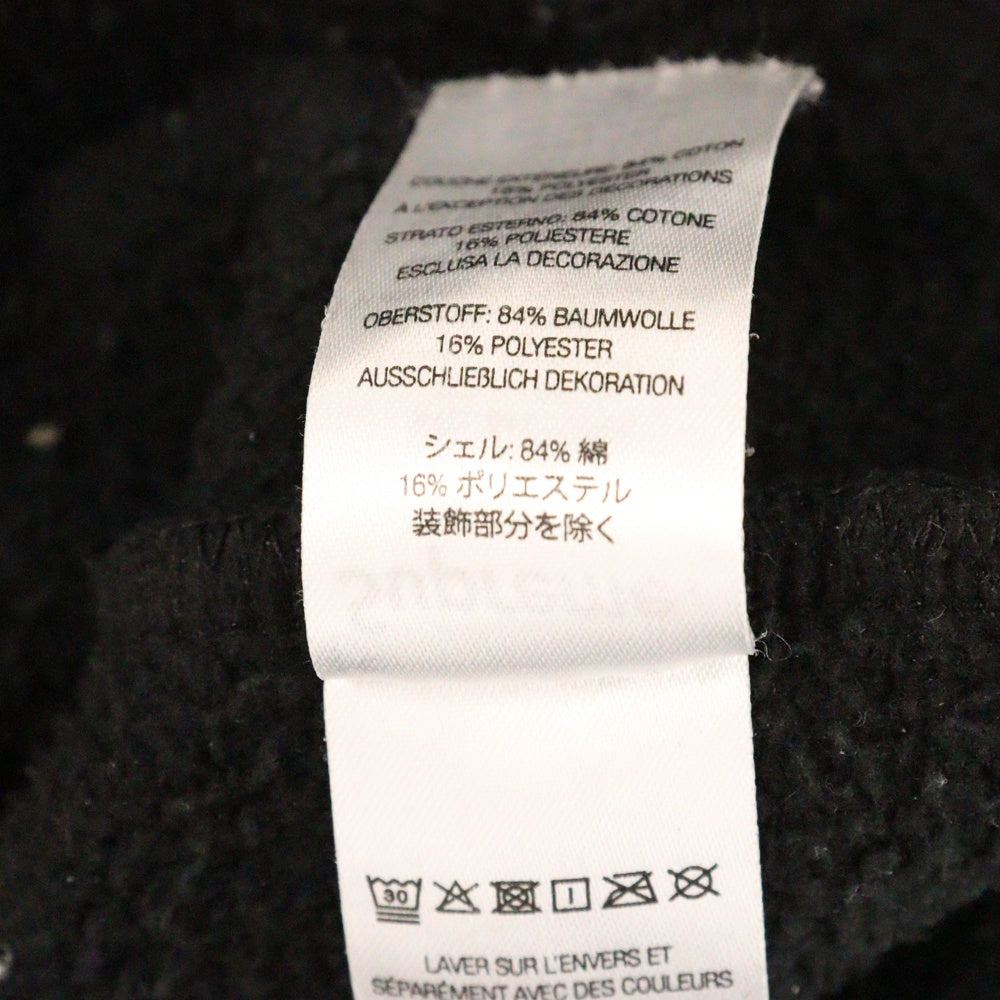 COUCHE EXTÉRIEURE: 84% COTON
16% POLYESTER
À L'EXCEPTION DES DÉCORATIONS
STRATO ESTERNO: 84% COTONE
16% POLIESTERE
ESCLUSA LA DECORAZIONE
OBERSTOFF: 84% BAUMWOLLE
16% POLYESTER
AUSSCHLIEßLICH DEKORATION
シェル: 84% 綿
16% ポリエステル
装飾部分を除く
30
LAVER SUR L'ENVERS ET
SÉPARÉMENT AVEC DES COULEURS